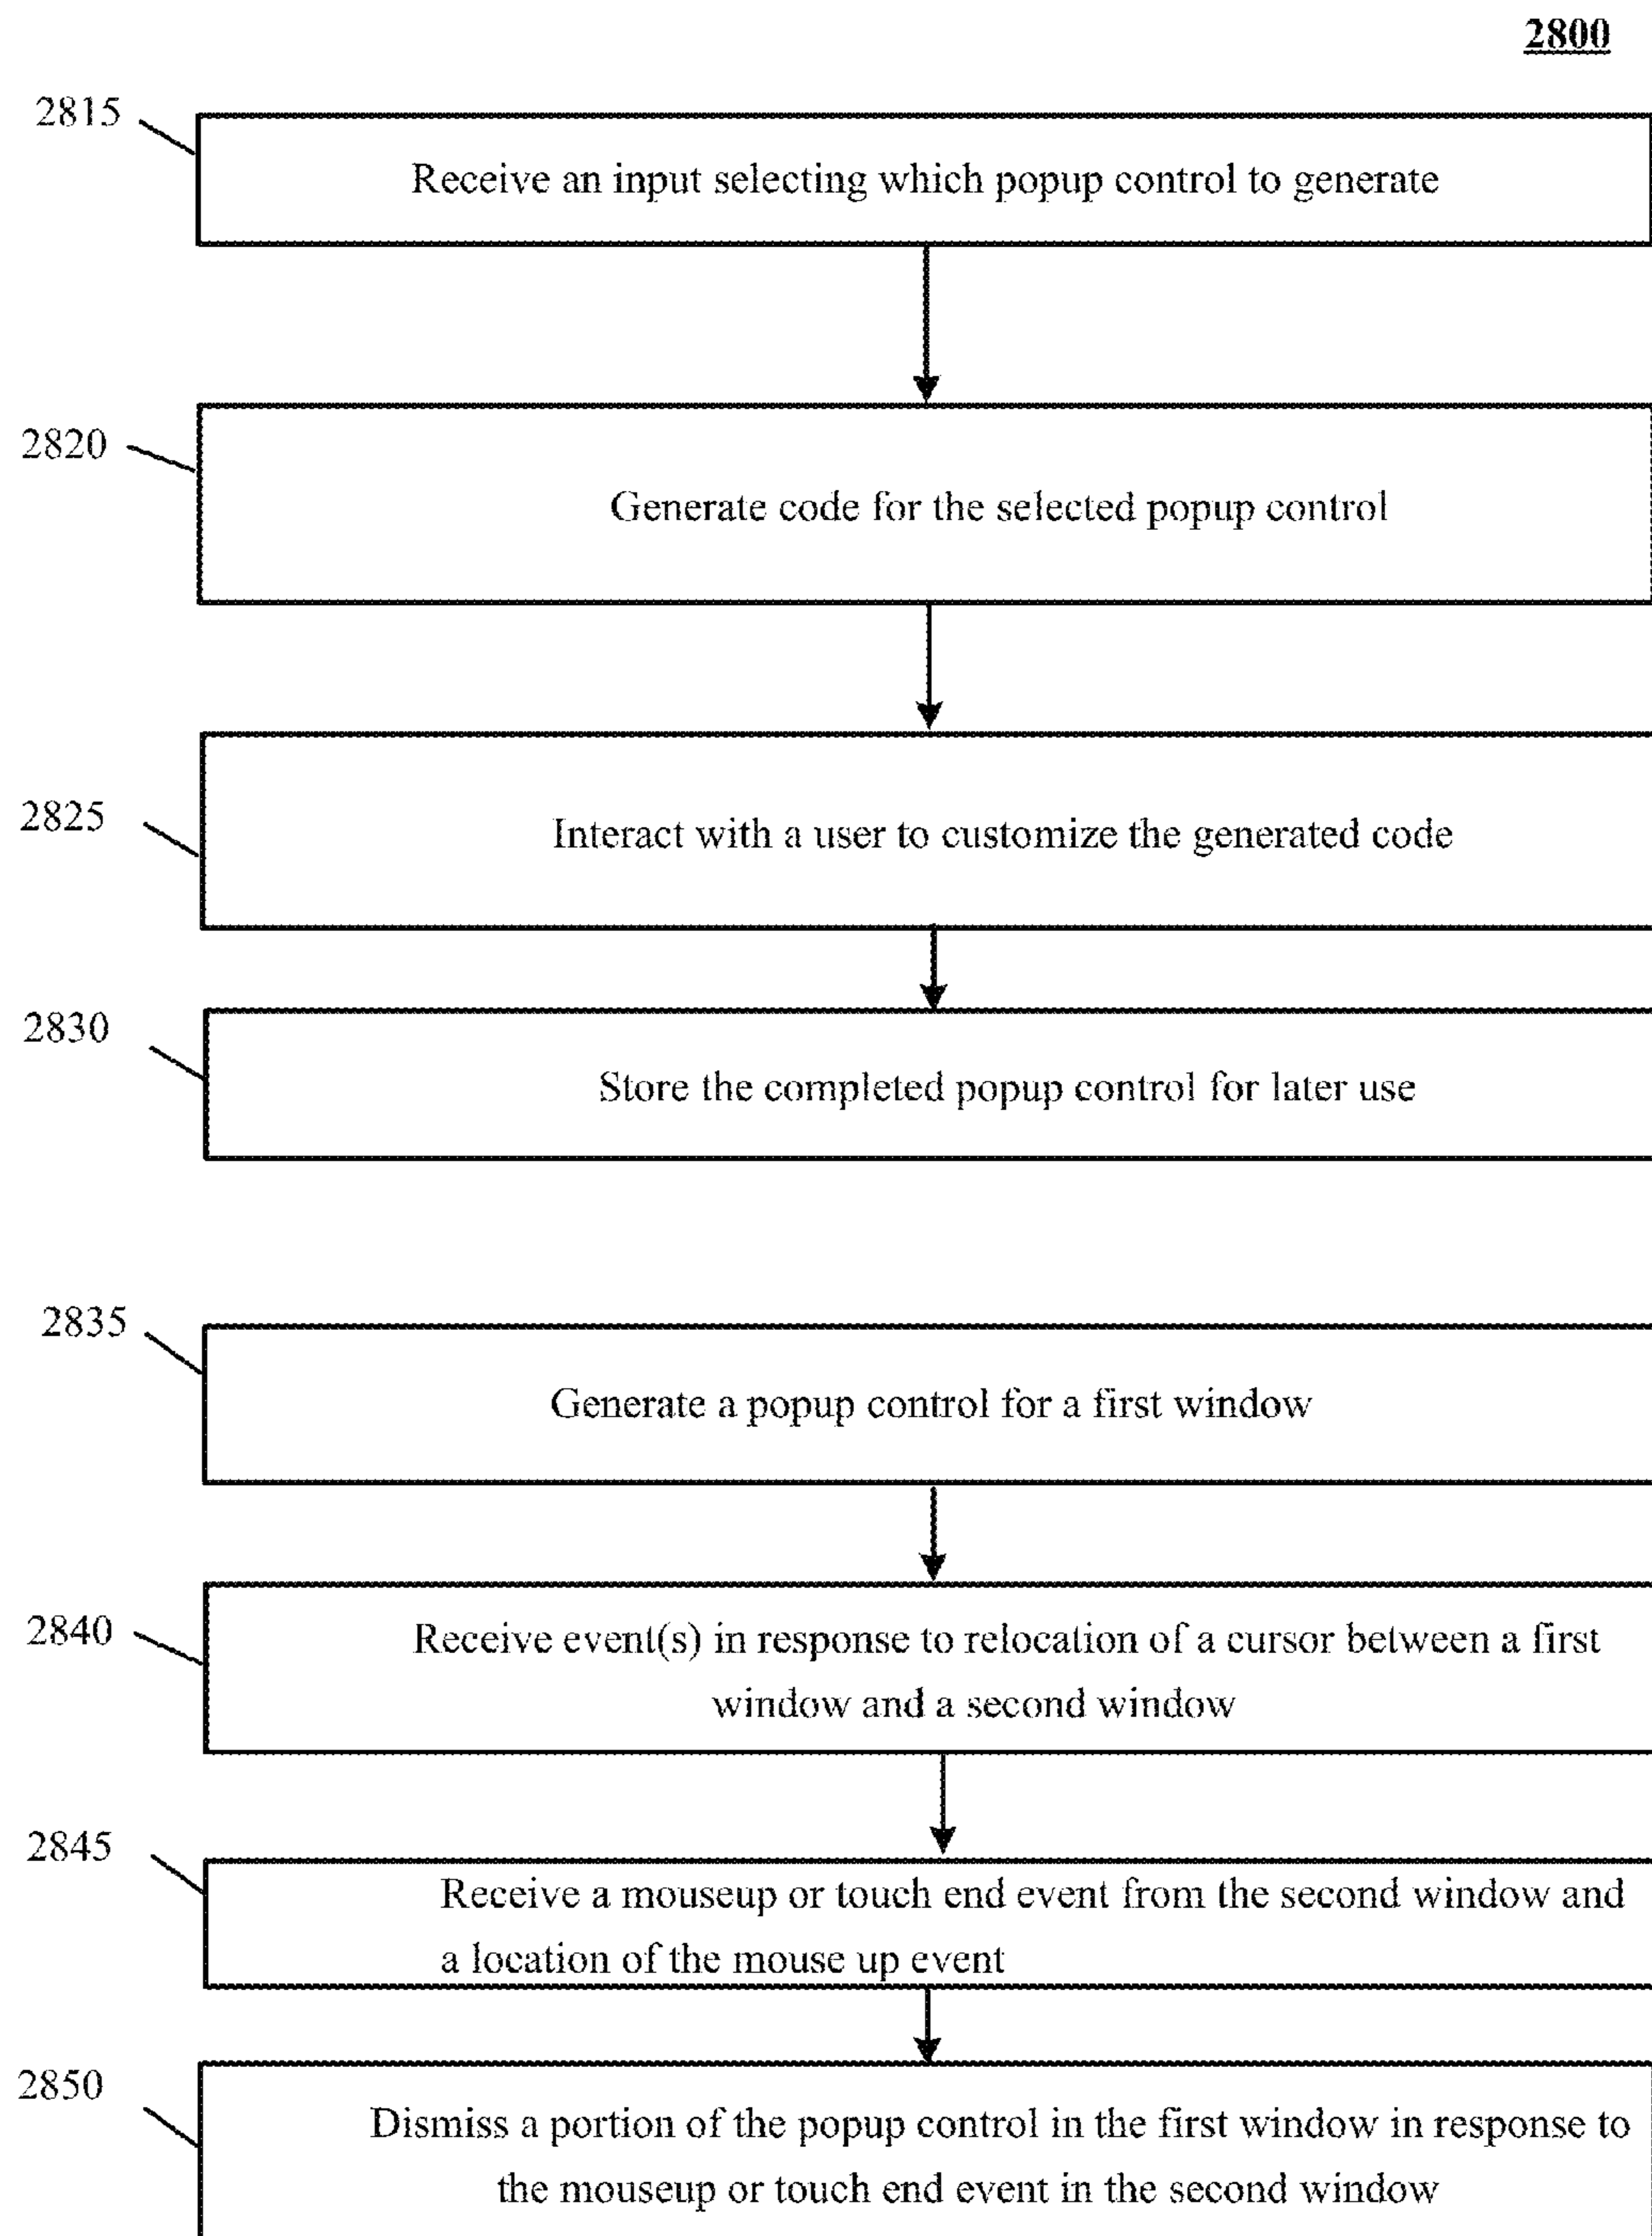 2800
2815
Receive an input selecting which popup control to generate
2820
Generate code for the selected popup control
2825
Interact with a user to customize the generated code
2830
Store the completed popup control for later use
2835
Generate a popup control for a first window
2840
Receive event(s) in response to relocation of a cursor between a first
window and a second window
2845
Receive a mouseup or touch end event from the second window and
a location of the mouse up event
2850
Dismiss a portion of the popup control in the first window in response to
the mouseup or touch end event in the second window